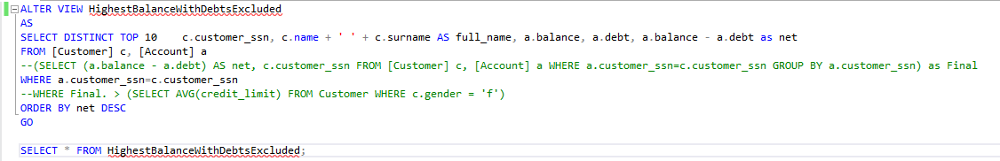 ALTER VIEW HighestBalanceWithDebtsExcluded
AS
SELECT DISTINCT TOP 10    c.customer_ssn, c.name + ' ' + c.surname AS full_name, a.balance, a.debt, a.balance - a.debt as net
FROM [Customer] c, [Account] a
--(SELECT (a.balance - a.debt) AS net, c.customer_ssn FROM [Customer] c, [Account] a WHERE a.customer_ssn=c.customer_ssn GROUP BY a.customer_ssn) as Final
WHERE a.customer_ssn=c.customer_ssn
--WHERE Final. > (SELECT AVG(credit_limit) FROM Customer WHERE c.gender = 'f')
ORDER BY net DESC
GO
SELECT * FROM HighestBalanceWithDebtsExcluded;